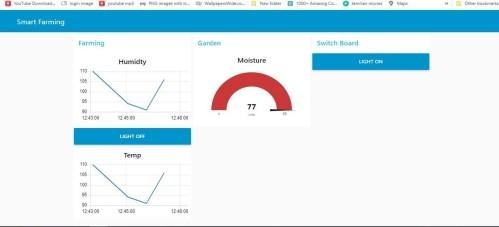 YouTube Download...
login image
youtube mp3
PNG images with tr...
WallpapersWide.co...
New folder
1000+ Amazing Co...
tamilan movies
Maps
»
Other bookmarks
Smart Farming
Farming
Humidty
110
105
100
95
90
12:43:00
12:45:00
12:48:00
LIGHT OFF
Temp
110
105
100
95
90
12:43:00
12:45:00
12:48:00
Garden
Moisture
77
Switch Board
LIGHT ON